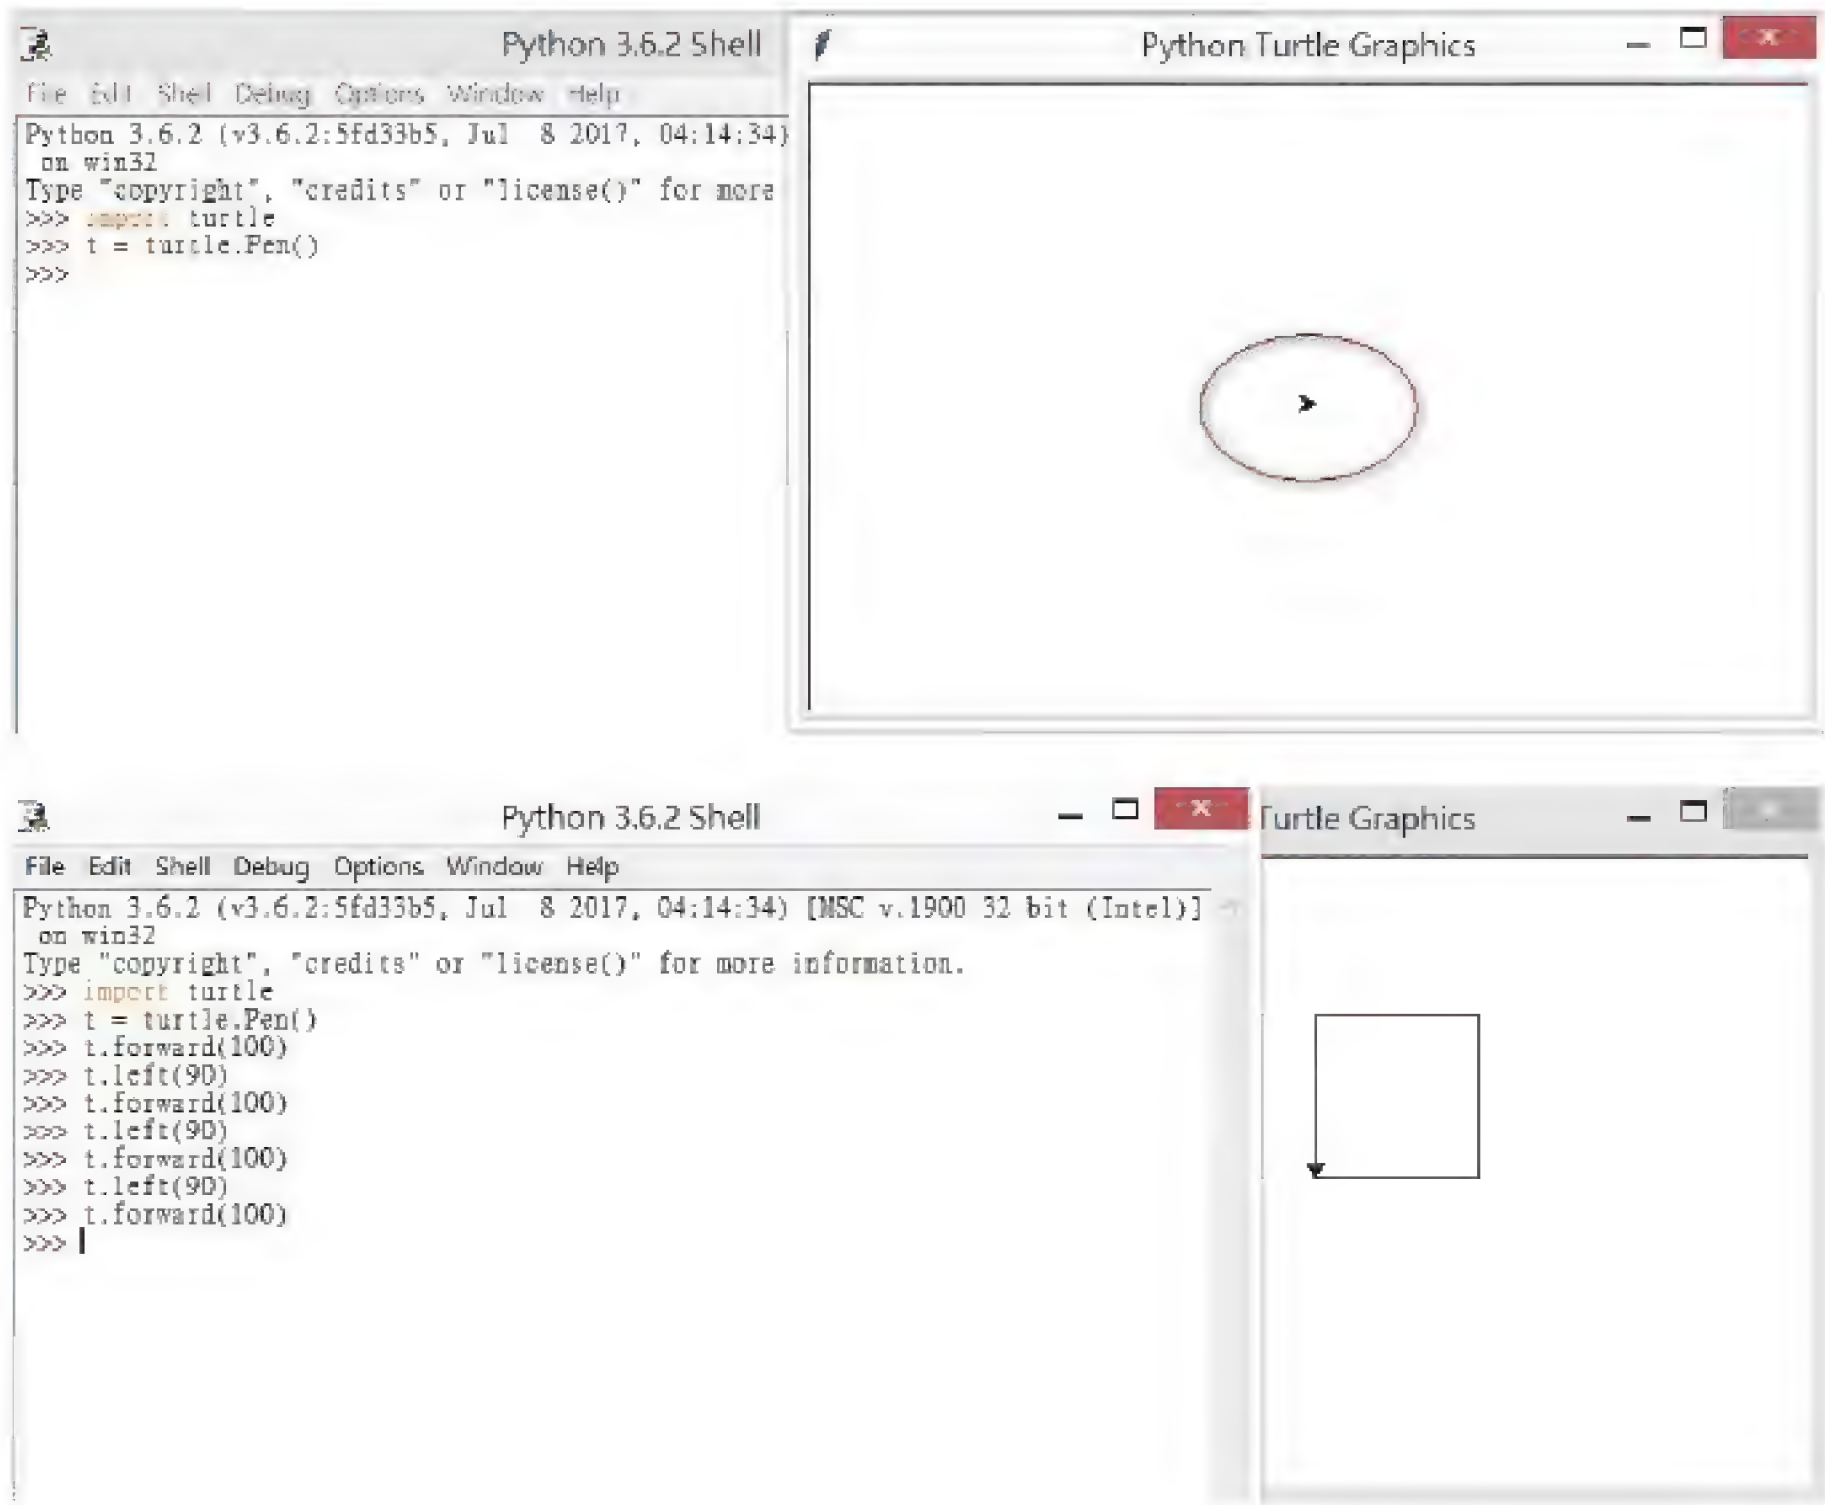 Python 3.6.2 Shell
File Edit Shell Debug Options Window Help
Python 3.6.2 (v3.6.2:5fd33b5, Jul 8 2017, 04:14:34)
on win32
Type "copyright", "credits" or "license()" for more
>>> import turtle
>>> t = turtle.Pen()
>>>
Python Turtle Graphics
Python 3.6.2 Shell
File Edit Shell Debug Options Window Help
Python 3.6.2 (v3.6.2:5fd33b5, Jul 8 2017, 04:14:34) [MSC v.1900 32 bit (Intel)]
on win32
Type "copyright", "credits" or "license()" for more information.
>>> import turtle
>>> t = turtle.Pen()
>>> t.forward(100)
>>> t.left(90)
>>> t.forward(100)
>>> t.left(90)
>>> t.forward(100)
>>> t.left(90)
>>> t.forward(100)
>>>
Turtle Graphics